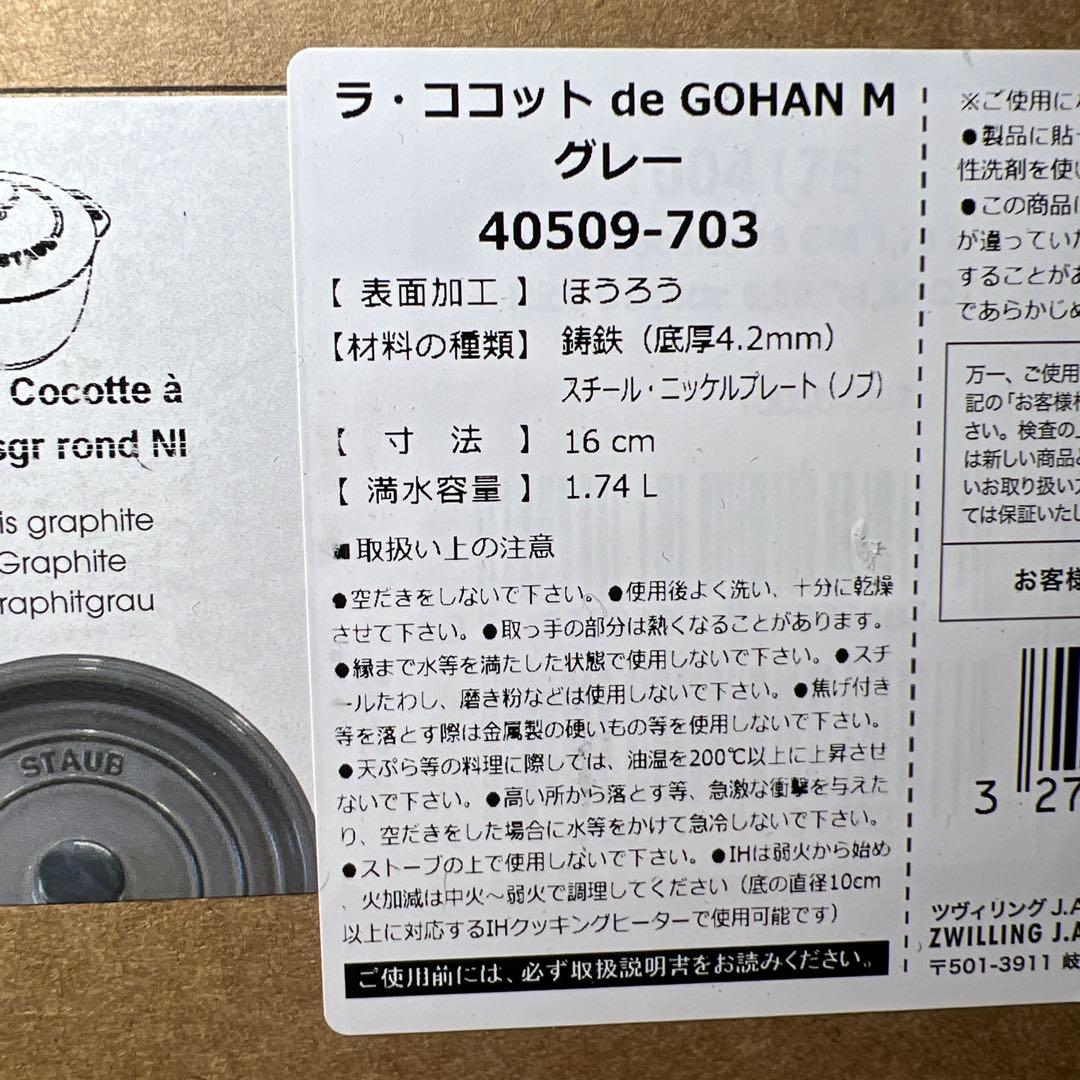 STAUB
Cocotte à
sgr rond NI
is graphite
Graphite
raphitgrau
STAUB
ラ・ココット de GOHAN M
グレー
40509-703
【 表面加工 】 ほうろう
【材料の種類】 鋳鉄（底厚4.2mm）
スチール・ニッケルプレート（ノブ）
【 寸 法 】 16 cm
【 満水容量 】 1.74 L
■取扱い上の注意
●空だきをしないで下さい。●使用後よく洗い、十分に乾燥
させて下さい。●取っ手の部分は熱くなることがあります。
●縁まで水等を満たした状態で使用しないで下さい。●スチ
ールたわし、磨き粉などは使用しないで下さい。●焦げ付き
等を落とす際は金属製の硬いもの等を使用しないで下さい。
●天ぷら等の料理に際しては、油温を200℃以上に上昇させ
ないで下さい。●高い所から落とす等、急激な衝撃を与えた
り、空だきをした場合に水等をかけて急冷しないで下さい。
●ストーブの上で使用しないで下さい。●IHは弱火から始め
、火加減は中火～弱火で調理してください（底の直径10cm
以上に対応するIHクッキングヒーターで使用可能です）
ご使用前には、必ず取扱説明書をお読みください。
※ご使用に
●製品に貼
性洗剤を使い
●この商品に
が違っていた
することがあ
であらかじめ
万一、ご使用
記の「お客様
さい。検査の
は新しい商品
いお取り扱い
ては保証いたし
お客様
3 27
ツヴィリング J.A
ZWILLING J.A
〒501-3911 岐